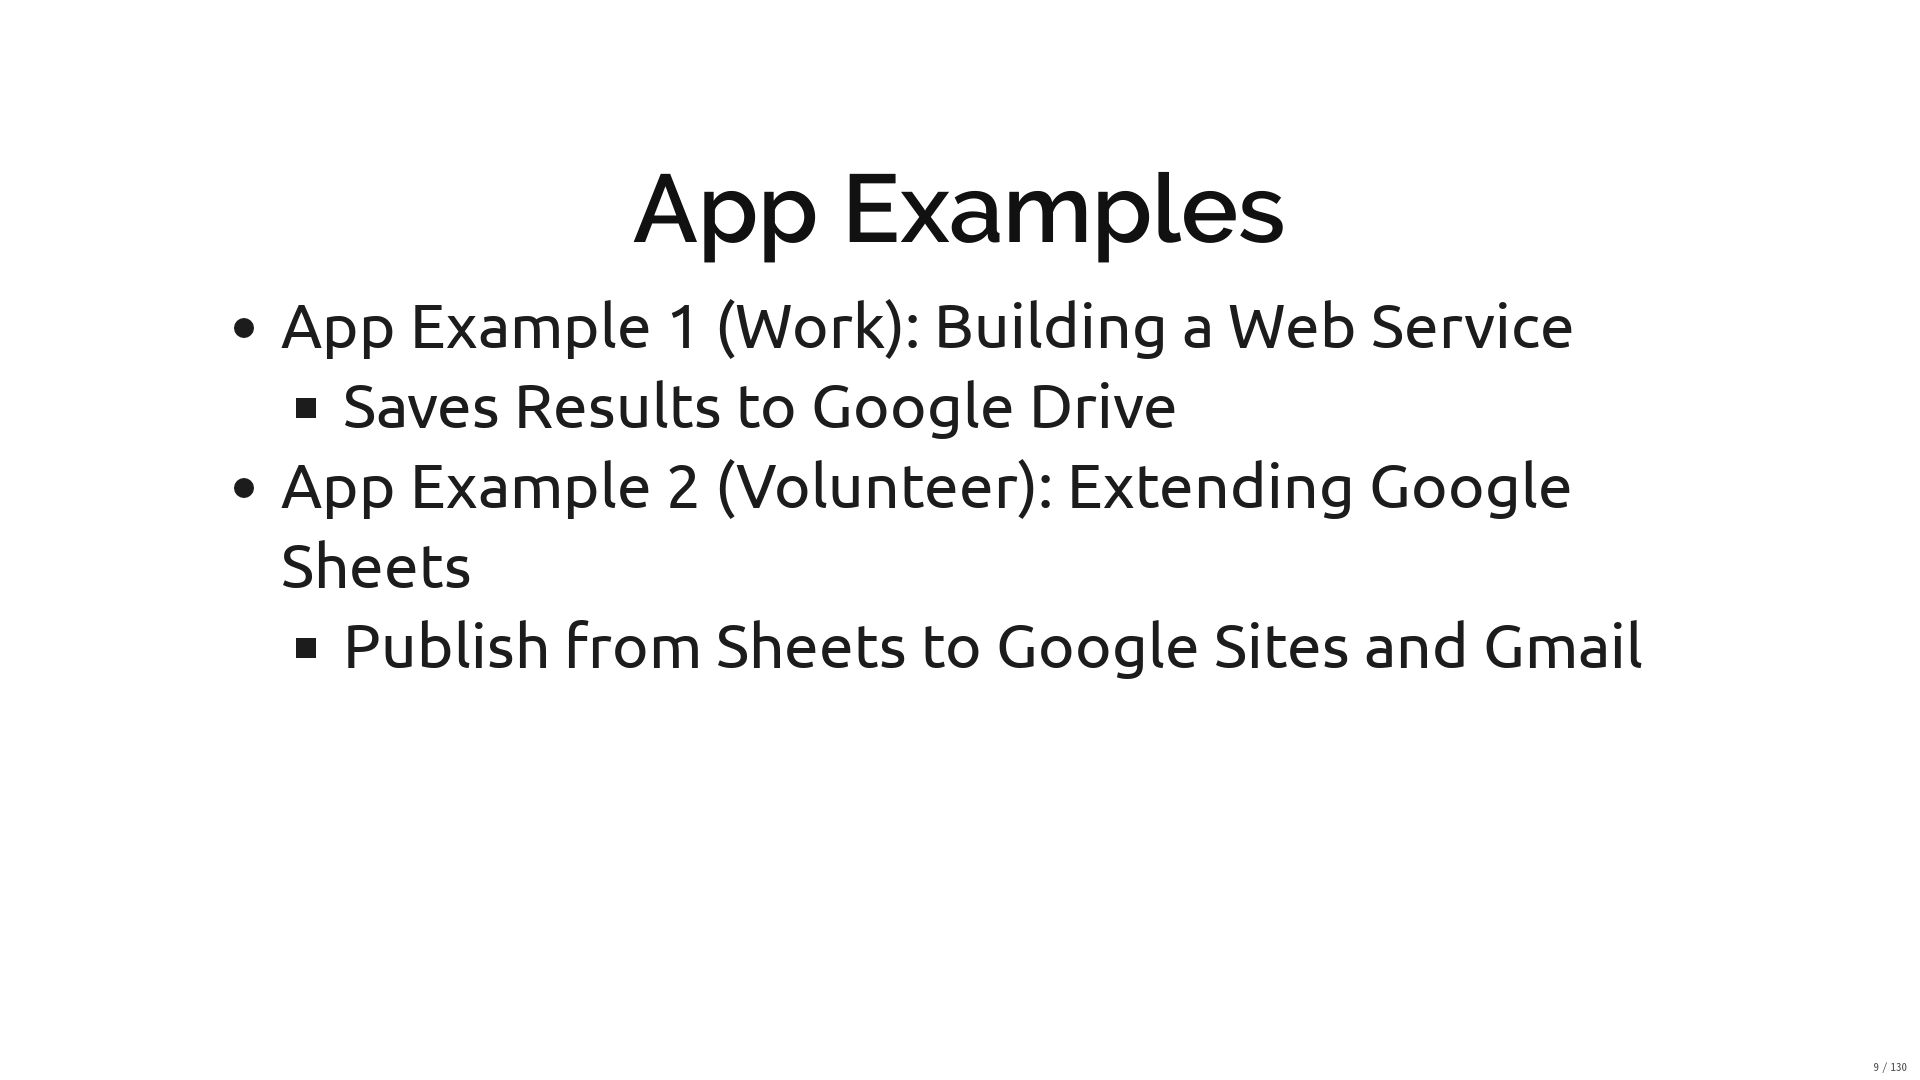 App Examples
App Example 1 (Work): Building a Web Service
Saves Results to Google Drive
App Example 2 (Volunteer): Extending Google
Sheets
Publish from Sheets to Google Sites and Gmail
9 / 130